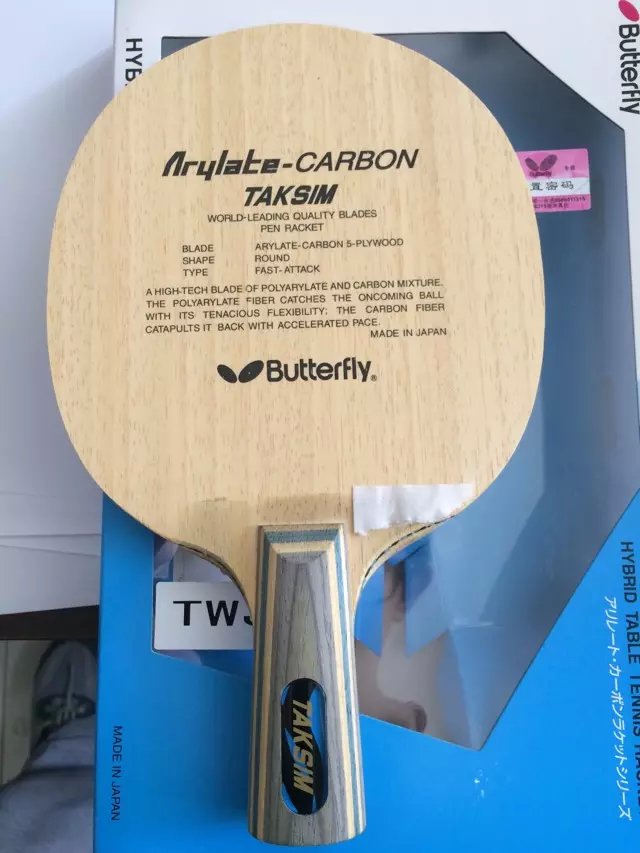 Arylate-CARBON
TAKSIM
WORLD-LEADING QUALITY BLADES
PEN RACKET
BLADE ARYLATE-CARBON 5-PLYWOOD
SHAPE ROUND
TYPE FAST-ATTACK
A HIGH-TECH BLADE OF POLYARYLATE AND CARBON MIXTURE.
THE POLYARYLATE FIBER CATCHES THE ONCOMING BALL
WITH ITS TENACIOUS FLEXIBILITY: THE CARBON FIBER
CATAPULTS IT BACK WITH ACCELERATED PACE.
MADE IN JAPAN
Butterfly®
TAKSIM
Butterfly
Butterfly
置密码
HYBRID TABLE TENNIS
アリレート・カーボンラケットシリーズ
MADE IN JAPAN